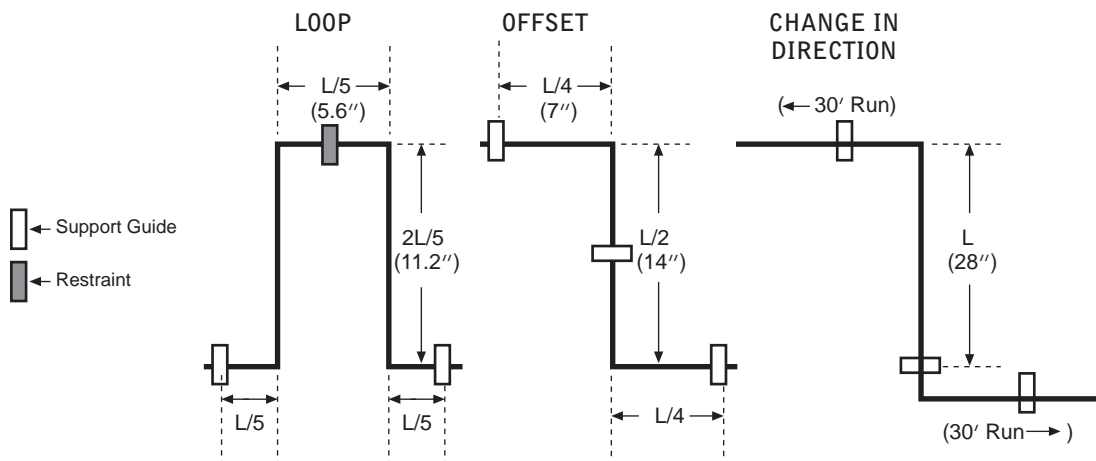 LOOP
L/5
(5.6″)
2L/5
(11.2″)
L/5
L/5
Support Guide
Restraint
OFFSET
L/4
(7″)
L/2
(14″)
L/4
CHANGE IN
DIRECTION
(← 30′ Run)
L
(28″)
(30′ Run→ )